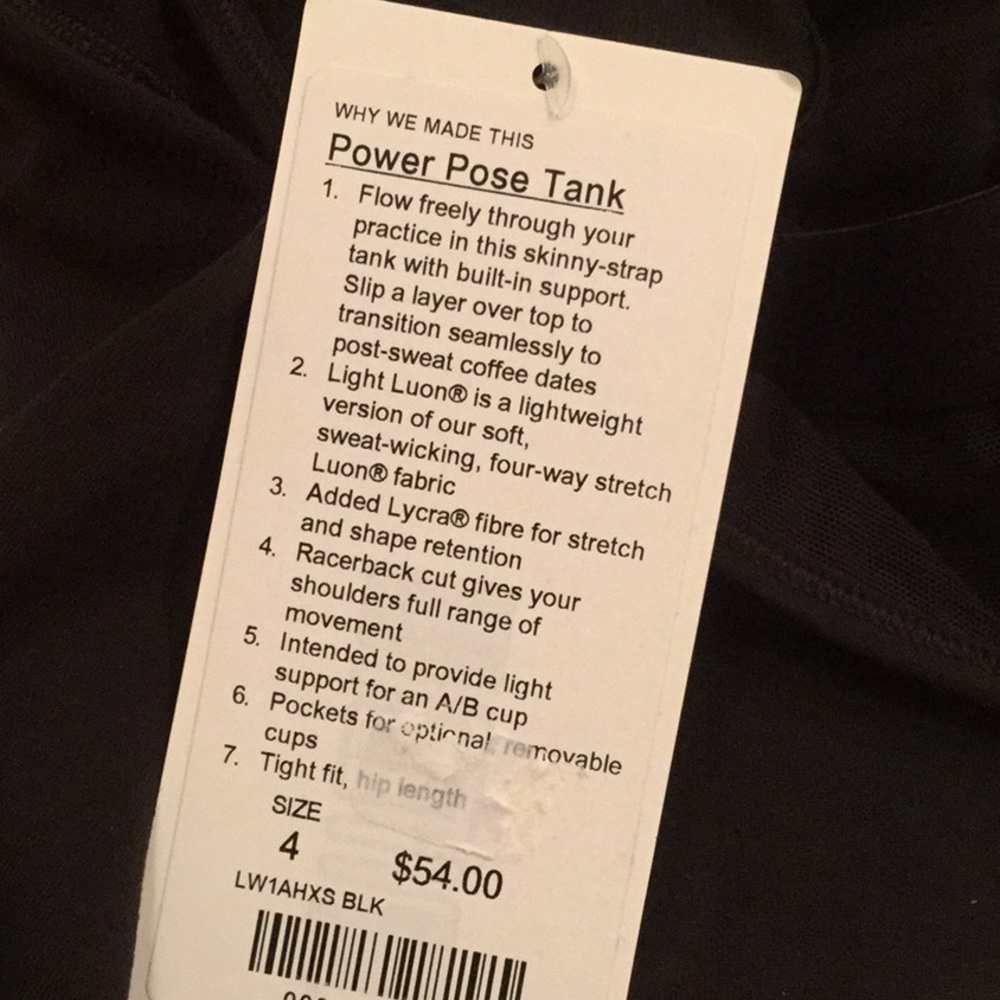 WHY WE MADE THIS
Power Pose Tank
1. Flow freely through your
practice in this skinny-strap
tank with built-in support.
Slip a layer over top to
transition seamlessly to
post-sweat coffee dates
2. Light Luon® is a lightweight
version of our soft,
sweat-wicking, four-way stretch
Luon® fabric
3. Added Lycra® fibre for stretch
and shape retention
4. Racerback cut gives your
shoulders full range of
movement
5. Intended to provide light
support for an A/B cup
6. Pockets for optional, removable
cups
7. Tight fit, hip length
SIZE
4 $54.00
LW1AHXS BLK